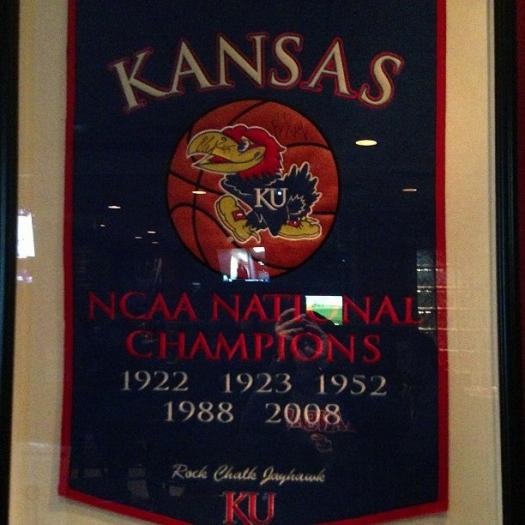 KANSAS
KU
NCAA NATIONAL
CHAMPIONS
1922 1923 1952
1988 2008
Rock Chalk Jayhawk
KU